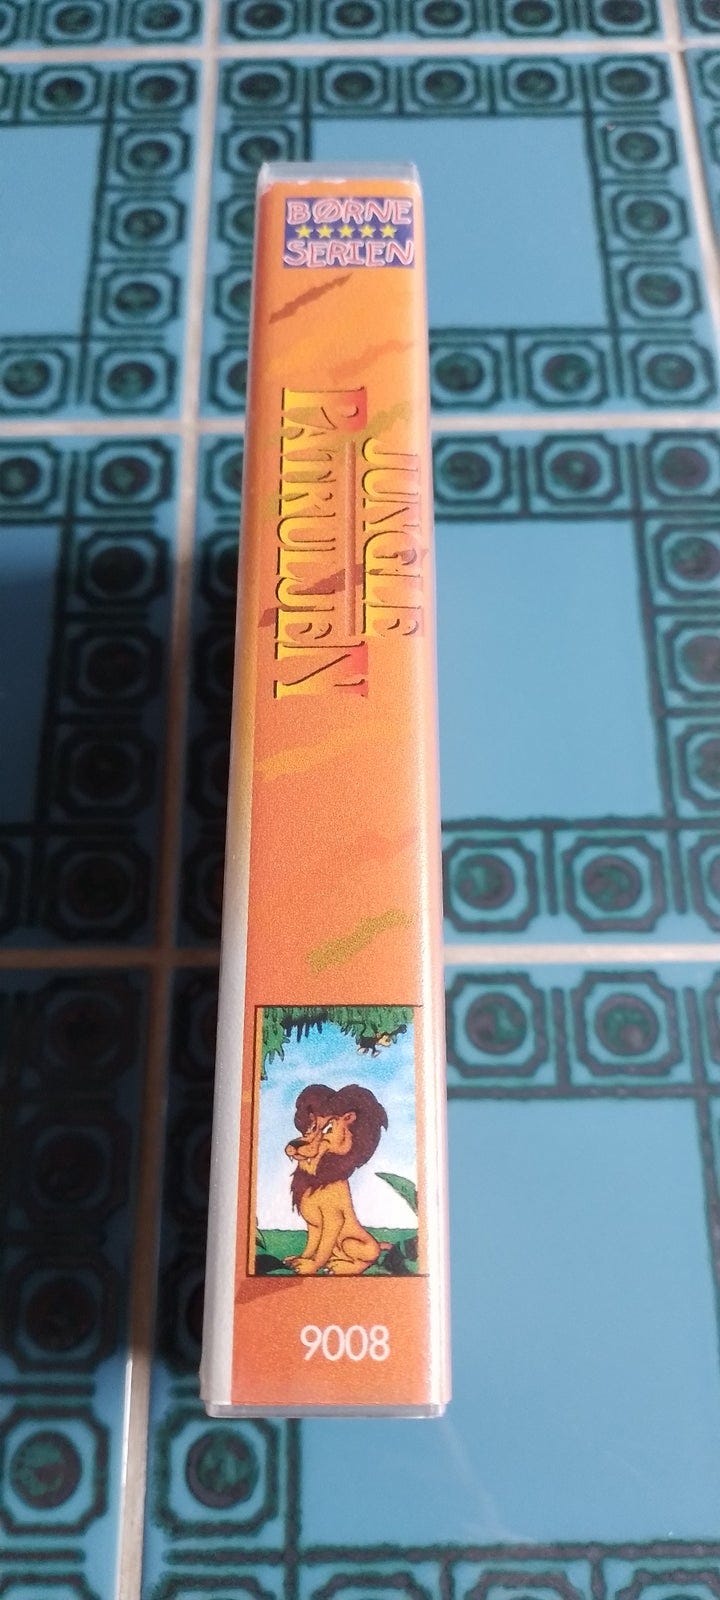 BØRNE
SERIEN
JUNGLE
PATRULJEN
9008